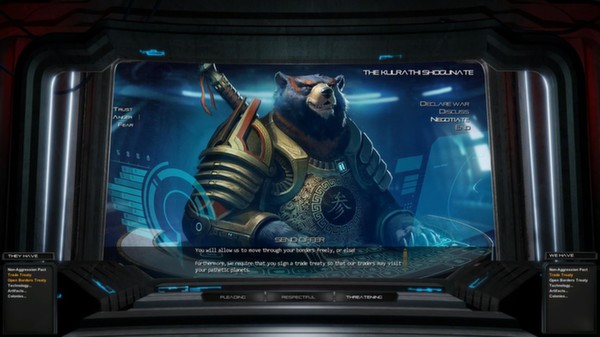 THE KULRATHI SHOGUNATE
TRUST
ANGER
FEAR
DECLARE WAR
DISCUSS
NEGOTIATE
END
SEND OFFER
You will allow us to move through your borders freely, or else!
Furthermore, we require that you sign a trade treaty so that our traders may visit
your pathetic planets.
THEY HAVE
Non-Aggression Pact
Trade Treaty
Open Borders Treaty
Technology...
Artifacts...
Colonies...
WE HAVE
Non-Aggression Pact
Trade Treaty
Open Borders Treaty
Technology...
Artifacts...
Colonies...
PLEADING
RESPECTFUL
THREATENING